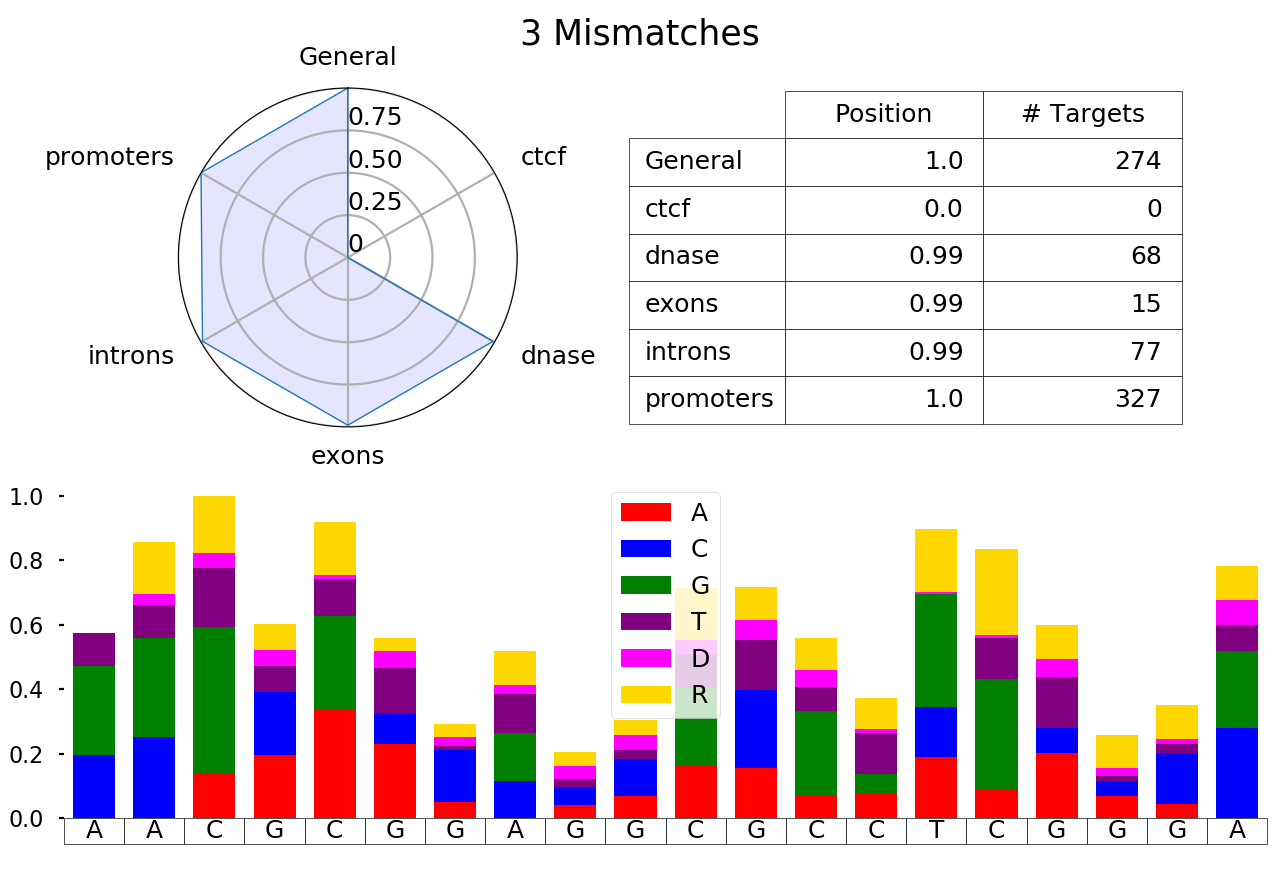 3 Mismatches
General
promoters
ctcf
introns
dnase
exons
0.75
0.50
0.25
0
Position # Targets
General 1.0 274
ctcf 0.0 0
dnase 0.99 68
exons 0.99 15
introns 0.99 77
promoters 1.0 327
1.0
0.8
0.6
0.4
0.2
0.0
A
C
G
T
D
R
A A C G C G G A G G C G C C T C G G G A